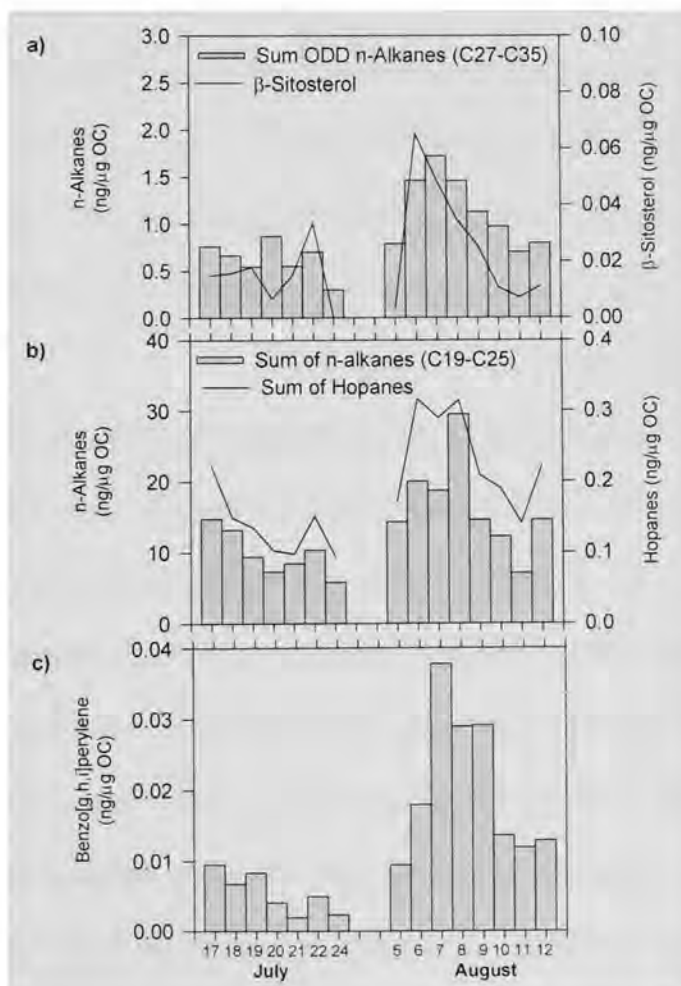 a)
3.0
2.5
2.0
1.5
1.0
0.5
0.0
n-Alkanes
(ng/µg OC)
Sum ODD n-Alkanes (C27-C35)
β-Sitosterol
0.10
0.08
0.06
0.04
0.02
0.00
β-Sitosterol (ng/µg OC)
b)
40
30
20
10
0
n-Alkanes
(ng/µg OC)
Sum of n-alkanes (C19-C25)
Sum of Hopanes
0.4
0.3
0.2
0.1
0.0
Hopanes (ng/µg OC)
c)
0.04
0.03
0.02
0.01
0.00
Benzo[g,h,i]perylene
(ng/µg OC)
17 18 19 20 21 22 24 5 6 7 8 9 10 11 12
July August